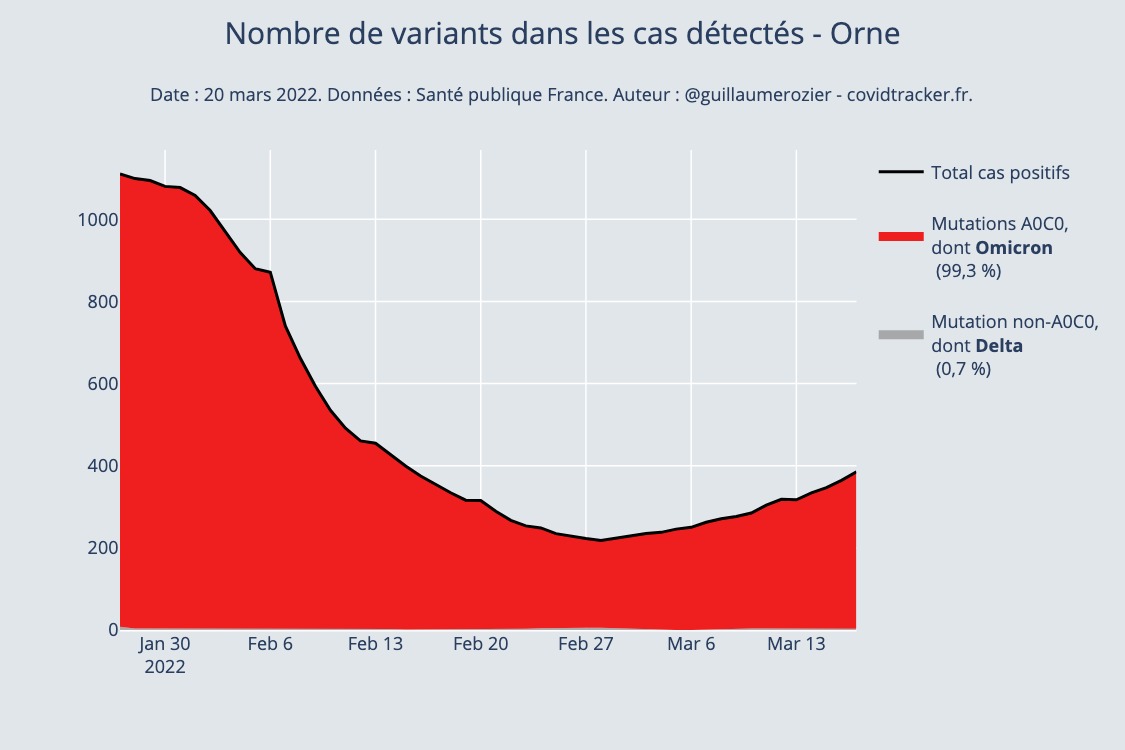 Nombre de variants dans les cas détectés - Orne
Date : 20 mars 2022. Données : Santé publique France. Auteur : @guillaumerozier - covidtracker.fr.
Total cas positifs
Mutations A0C0,
dont Omicron
(99,3 %)
Mutation non-A0C0,
dont Delta
(0,7 %)
1000
800
600
400
200
0
Jan 30 Feb 6 Feb 13 Feb 20 Feb 27 Mar 6 Mar 13
2022